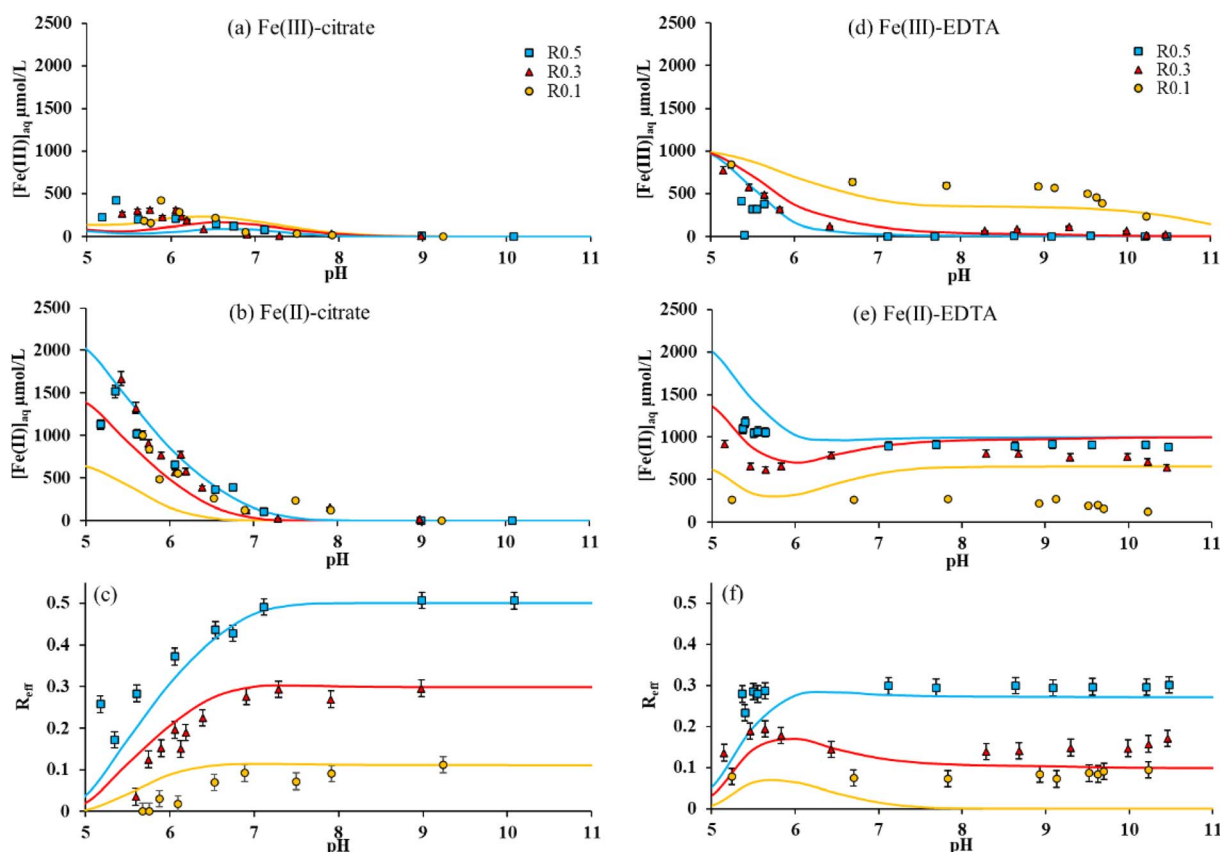 (a) Fe(III)-citrate
R0.5
R0.3
R0.1
[Fe(III)]aq μmol/L
2500
2000
1500
1000
500
0
5 6 7 8 9 10 11
pH
(d) Fe(III)-EDTA
R0.5
R0.3
R0.1
[Fe(III)]aq μmol/L
2500
2000
1500
1000
500
0
5 6 7 8 9 10 11
pH
(b) Fe(II)-citrate
[Fe(II)]aq μmol/L
2500
2000
1500
1000
500
0
5 6 7 8 9 10 11
pH
(e) Fe(II)-EDTA
[Fe(II)]aq μmol/L
2500
2000
1500
1000
500
0
5 6 7 8 9 10 11
pH
(c)
Reff
0.5
0.4
0.3
0.2
0.1
0
5 6 7 8 9 10 11
pH
(f)
Reff
0.5
0.4
0.3
0.2
0.1
0
5 6 7 8 9 10 11
pH